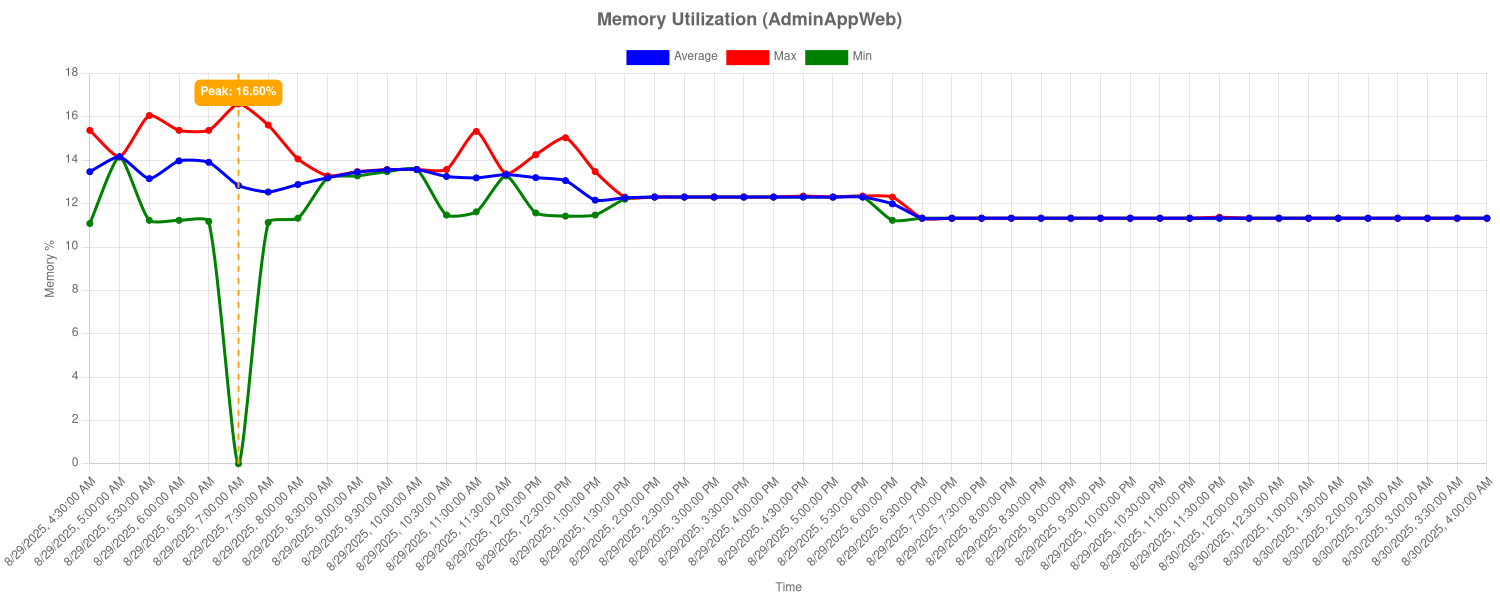 Memory Utilization (AdminAppWeb)
Average Max Min
Peak: 16.60%
18
16
14
12
10
8
6
4
2
0
Memory %
8/29/2025, 4:30:00 AM
8/29/2025, 5:00:00 AM
8/29/2025, 5:30:00 AM
8/29/2025, 6:00:00 AM
8/29/2025, 6:30:00 AM
8/29/2025, 7:00:00 AM
8/29/2025, 7:30:00 AM
8/29/2025, 8:00:00 AM
8/29/2025, 8:30:00 AM
8/29/2025, 9:00:00 AM
8/29/2025, 9:30:00 AM
8/29/2025, 10:00:00 AM
8/29/2025, 10:30:00 AM
8/29/2025, 11:00:00 AM
8/29/2025, 11:30:00 AM
8/29/2025, 12:00:00 PM
8/29/2025, 12:30:00 PM
8/29/2025, 1:00:00 PM
8/29/2025, 1:30:00 PM
8/29/2025, 2:00:00 PM
8/29/2025, 2:30:00 PM
8/29/2025, 3:00:00 PM
8/29/2025, 3:30:00 PM
8/29/2025, 4:00:00 PM
8/29/2025, 4:30:00 PM
8/29/2025, 5:00:00 PM
8/29/2025, 5:30:00 PM
8/29/2025, 6:00:00 PM
8/29/2025, 6:30:00 PM
8/29/2025, 7:00:00 PM
8/29/2025, 7:30:00 PM
8/29/2025, 8:00:00 PM
8/29/2025, 8:30:00 PM
8/29/2025, 9:00:00 PM
8/29/2025, 9:30:00 PM
8/29/2025, 10:00:00 PM
8/29/2025, 10:30:00 PM
8/29/2025, 11:00:00 PM
8/29/2025, 11:30:00 PM
8/30/2025, 12:00:00 AM
8/30/2025, 12:30:00 AM
8/30/2025, 1:00:00 AM
8/30/2025, 1:30:00 AM
8/30/2025, 2:00:00 AM
8/30/2025, 2:30:00 AM
8/30/2025, 3:00:00 AM
8/30/2025, 3:30:00 AM
8/30/2025, 4:00:00 AM
Time